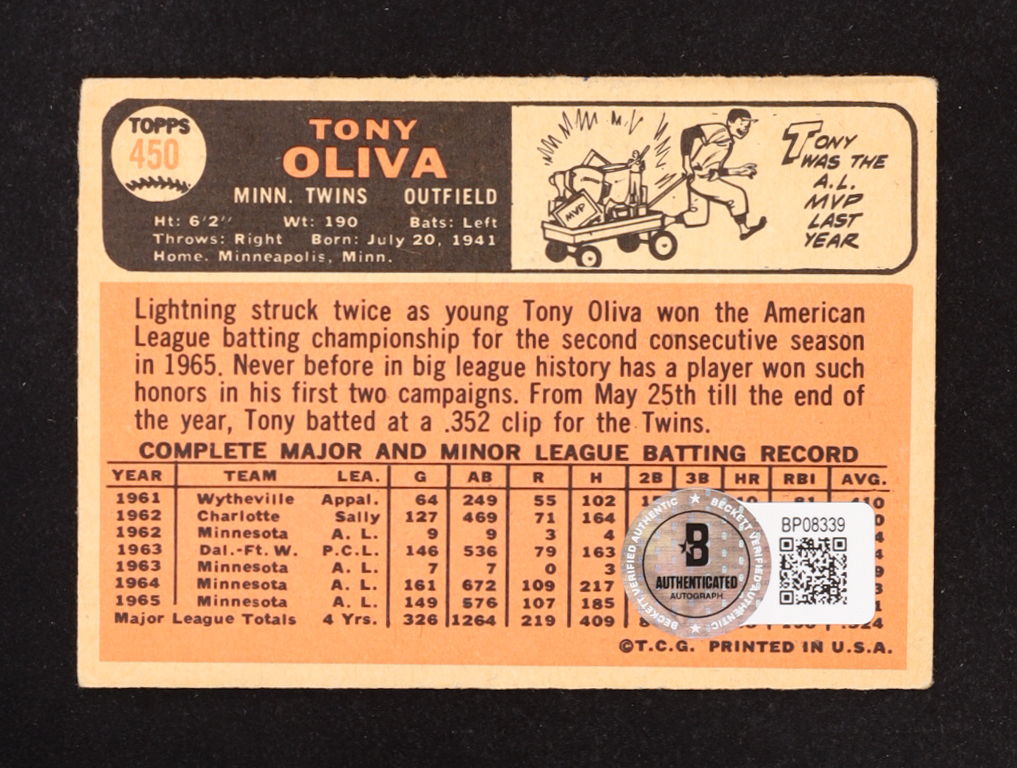 TOPPS
450
TONY
OLIVA
MINN. TWINS OUTFIELD
Ht: 6'2" Wt: 190 Bats: Left
Throws: Right Born: July 20, 1941
Home. Minneapolis, Minn.
MVP
TONY
WAS THE
A.L.
MVP
LAST
YEAR
Lightning struck twice as young Tony Oliva won the American
League batting championship for the second consecutive season
in 1965. Never before in big league history has a player won such
honors in his first two campaigns. From May 25th till the end of
the year, Tony batted at a .352 clip for the Twins.
COMPLETE MAJOR AND MINOR LEAGUE BATTING RECORD
YEAR TEAM LEA. G AB R H 2B 3B HR RBI AVG.
1961 Wytheville Appal. 64 249 55 102
1962 Charlotte Sally 127 469 71 164
1962 Minnesota A. L. 9 9 3 4
1963 Dal.-Ft. W. P.C.L. 146 536 79 163
1963 Minnesota A. L. 7 7 0 3
1964 Minnesota A. L. 161 672 109 217
1965 Minnesota A. L. 149 576 107 185
Major League Totals 4 Yrs. 326 1264 219 409
©T.C.G. PRINTED IN U.S.A.
BECKETT VERIFIED AUTHENTIC
BECKETT VERIFIED AUTHENTIC
B
AUTHENTICATED
AUTOGRAPH
BP08339